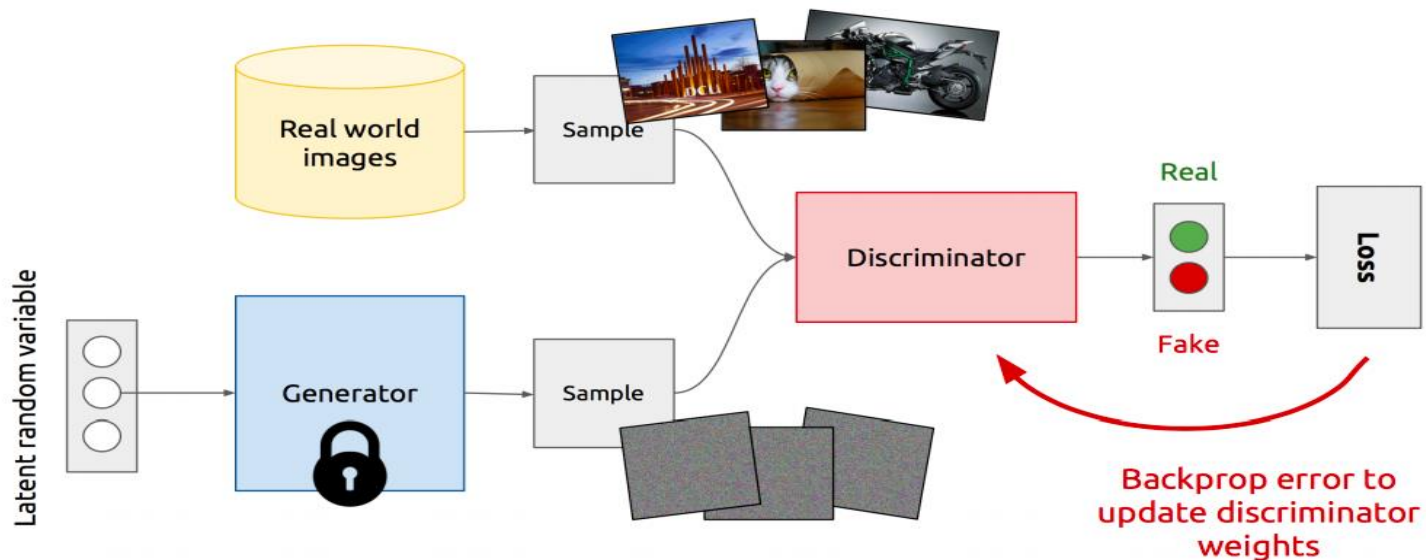 Real world
images
Sample
DCU
Real
Discriminator
Loss
Fake
Latent random variable
Generator
Sample
Backprop error to
update discriminator
weights